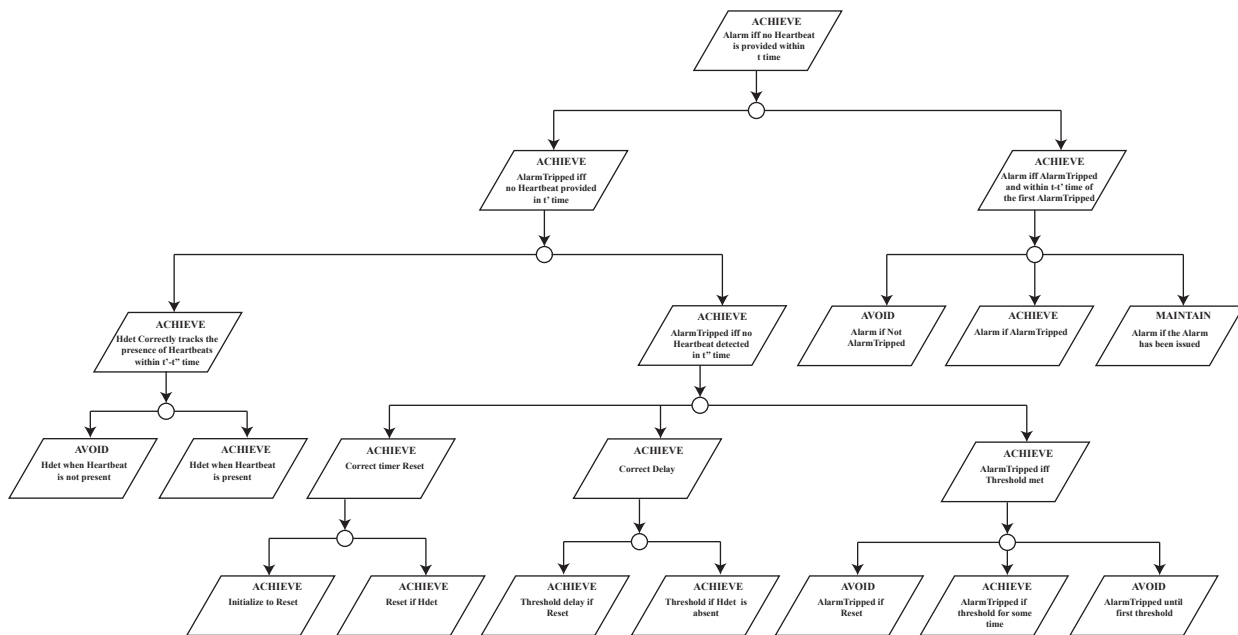 ACHIEVE
Alarm iff no Heartbeat
is provided within
t time
ACHIEVE
AlarmTripped iff
no Heartbeat provided
in t' time
ACHIEVE
Alarm iff AlarmTripped
and within t-t' time of
the first AlarmTripped
ACHIEVE
Hdet Correctly tracks the
presence of Heartbeats
within t'-t" time
ACHIEVE
AlarmTripped iff no
Heartbeat detected
in t" time
AVOID
Alarm if Not
AlarmTripped
ACHIEVE
Alarm if AlarmTripped
MAINTAIN
Alarm if the Alarm
has been issued
AVOID
Hdet when Heartbeat
is not present
ACHIEVE
Hdet when Heartbeat
is present
ACHIEVE
Correct timer Reset
ACHIEVE
Correct Delay
ACHIEVE
AlarmTripped iff
Threshold met
ACHIEVE
Initialize to Reset
ACHIEVE
Reset if Hdet
ACHIEVE
Threshold delay if
Reset
ACHIEVE
Threshold if Hdet is
absent
AVOID
AlarmTripped if
Reset
ACHIEVE
AlarmTripped if
threshold for some
time
AVOID
AlarmTripped until
first threshold